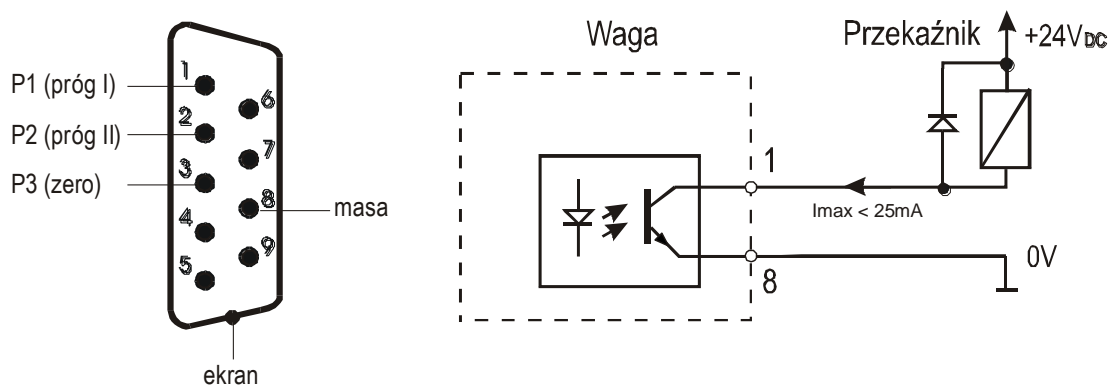 P1 (próg I)
P2 (próg II)
P3 (zero)
1
2
3
4
5
6
7
8
9
masa
ekran
Waga
Przekaźnik
+24VDC
1
Imax < 25mA
8
0V